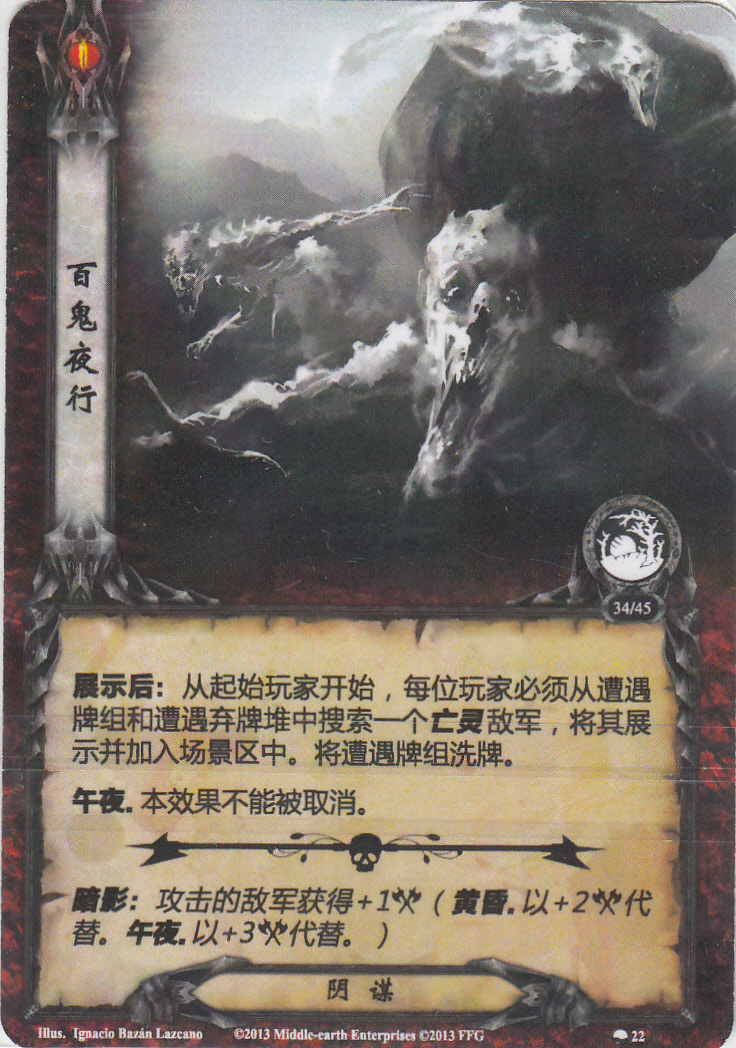 百鬼夜行
34/45
展示后：从起始玩家开始，每位玩家必须从遭遇
牌组和遭遇弃牌堆中搜索一个亡灵敌军，将其展
示并加入场景区中。将遭遇牌组洗牌。
午夜.本效果不能被取消。
暗影：攻击的敌军获得+1（黄昏.以+2代
替。午夜.以+3代替。）
阴谋
Illus. Ignacio Bazán Lazcano ©2013 Middle-earth Enterprises ©2013 FFG 22